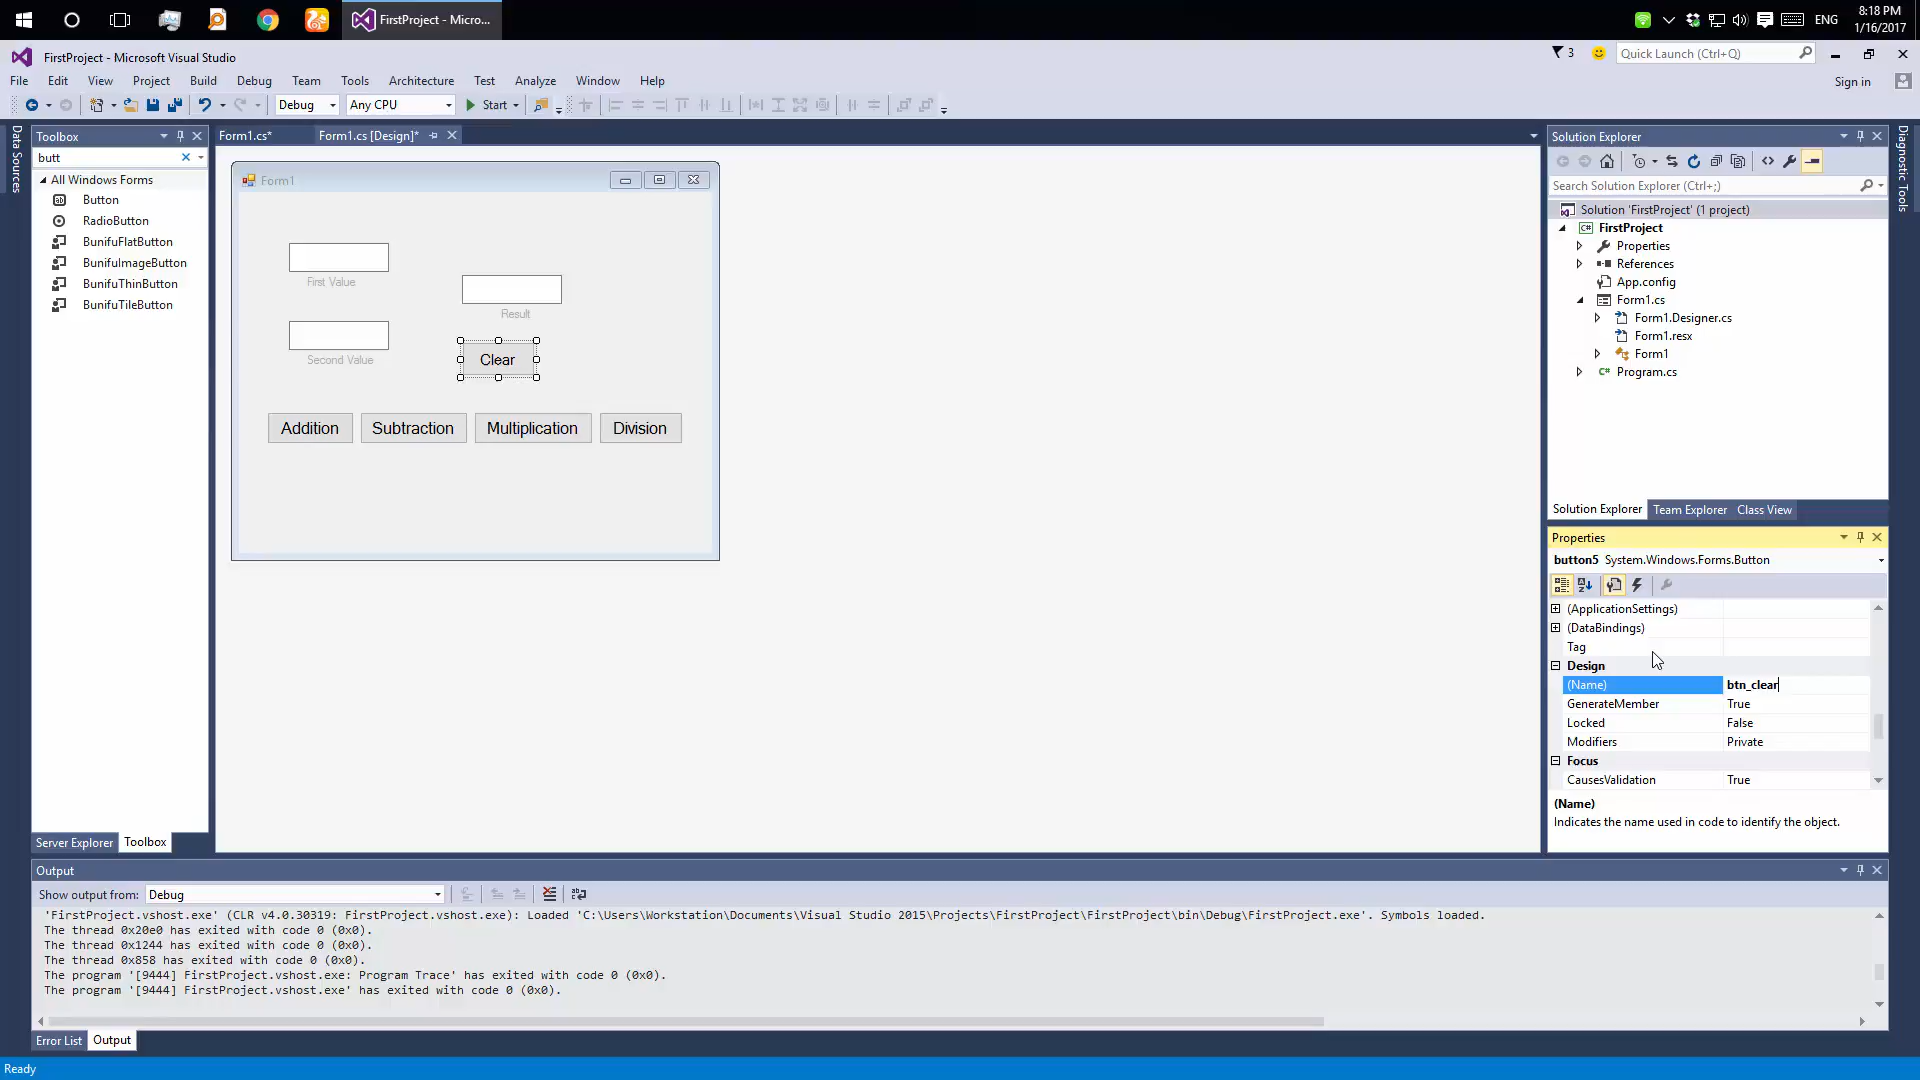 FirstProject - Micro...
ENG
8:18 PM
1/16/2017
FirstProject - Microsoft Visual Studio
3
Quick Launch (Ctrl+Q)
File Edit View Project Build Debug Team Tools Architecture Test Analyze Window Help
Sign in
Debug
Any CPU
Start
Data Sources
Toolbox
butt
All Windows Forms
Button
RadioButton
BunifuFlatButton
BunifuImageButton
BunifuThinButton
BunifuTileButton
Server Explorer Toolbox
Form1.cs*
Form1.cs [Design]*
Form1
First Value
Result
Second Value
Clear
Addition Subtraction Multiplication Division
Solution Explorer
Search Solution Explorer (Ctrl+;)
Solution 'FirstProject' (1 project)
FirstProject
Properties
References
App.config
Form1.cs
Form1.Designer.cs
Form1.resx
Form1
Program.cs
Solution Explorer Team Explorer Class View
Diagnostic Tools
Properties
button5 System.Windows.Forms.Button
(ApplicationSettings)
(DataBindings)
Tag
Design
(Name) btn_clear
GenerateMember True
Locked False
Modifiers Private
Focus
CausesValidation True
(Name)
Indicates the name used in code to identify the object.
Output
Show output from: Debug
'FirstProject.vshost.exe' (CLR v4.0.30319: FirstProject.vshost.exe): Loaded 'C:\Users\Workstation\Documents\Visual Studio 2015\Projects\FirstProject\FirstProject\bin\Debug\FirstProject.exe'. Symbols loaded.
The thread 0x20e0 has exited with code 0 (0x0).
The thread 0x1244 has exited with code 0 (0x0).
The thread 0x858 has exited with code 0 (0x0).
The program '[9444] FirstProject.vshost.exe: Program Trace' has exited with code 0 (0x0).
The program '[9444] FirstProject.vshost.exe' has exited with code 0 (0x0).
Error List Output
Ready